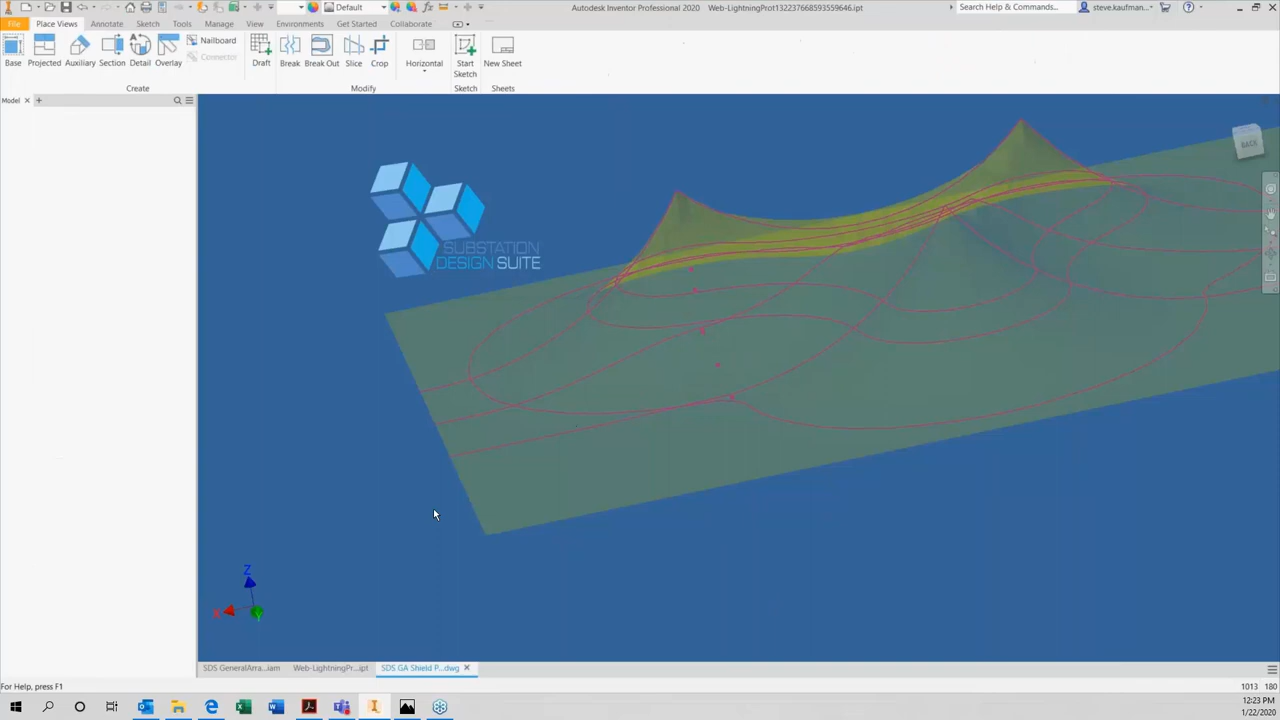 Autodesk Inventor Professional 2020 Web-LightningProt132237668593559646.ipt
Search Help & Commands...
steve.kaufman...
Default
File Place Views Annotate Sketch Tools Manage View Environments Get Started Collaborate
Base Projected Auxiliary Section Detail Overlay
Nailboard
Connector
Draft Break Break Out Slice Crop Horizontal
Start
Sketch
New Sheet
Create Modify Sketch Sheets
Model
BACK
SUBSTATION
DESIGN SUITE
Z
X
Y
SDS GeneralArra...iam Web-LightningPr...ipt SDS GA Shield P...dwg
For Help, press F1
1013 180
12:23 PM
1/22/2020